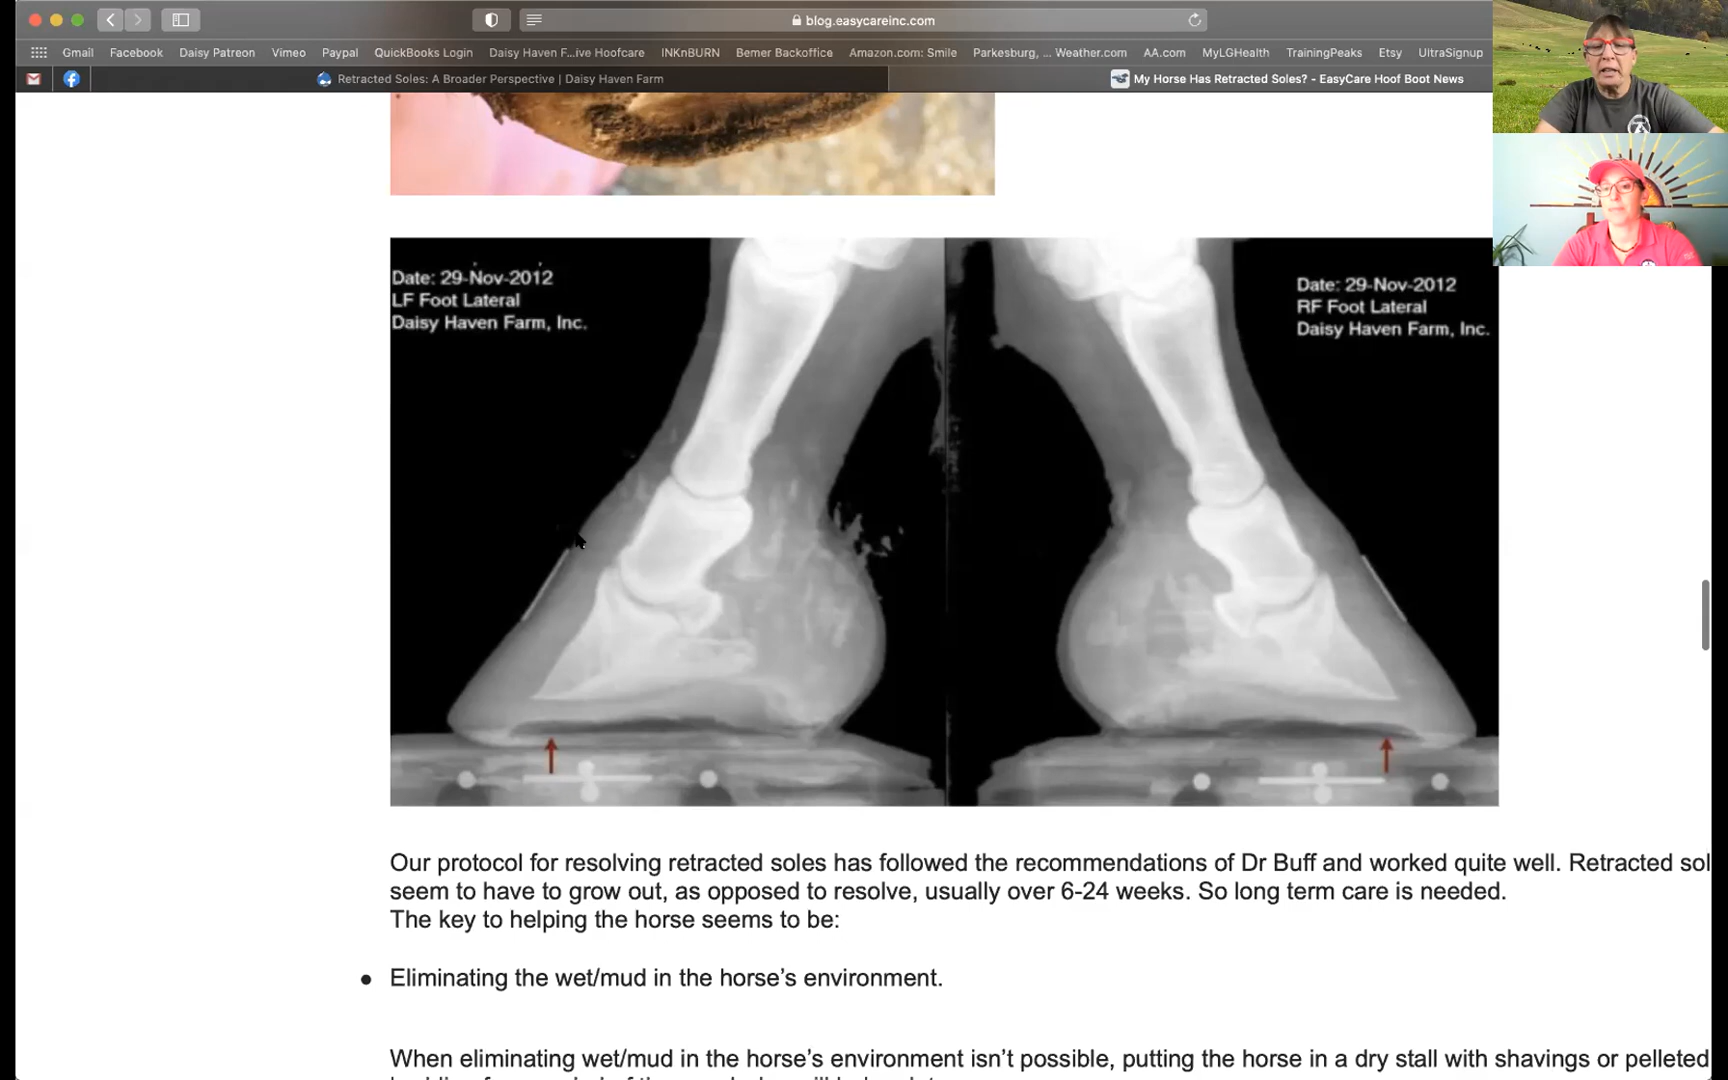 blog.easycareinc.com
Gmail Facebook Daisy Patreon Vimeo Paypal QuickBooks Login Daisy Haven F...ive Hoofcare INKnBURN Bemer Backoffice Amazon.com: Smile Parkesburg, ... Weather.com AA.com MyLGHealth TrainingPeaks Etsy UltraSignup
Retracted Soles: A Broader Perspective | Daisy Haven Farm
My Horse Has Retracted Soles? - EasyCare Hoof Boot News
Date: 29-Nov-2012
LF Foot Lateral
Daisy Haven Farm, Inc.
Date: 29-Nov-2012
RF Foot Lateral
Daisy Haven Farm, Inc.
Our protocol for resolving retracted soles has followed the recommendations of Dr Buff and worked quite well. Retracted sol
seem to have to grow out, as opposed to resolve, usually over 6-24 weeks. So long term care is needed.
The key to helping the horse seems to be:
• Eliminating the wet/mud in the horse's environment.
When eliminating wet/mud in the horse's environment isn't possible, putting the horse in a dry stall with shavings or pelleted